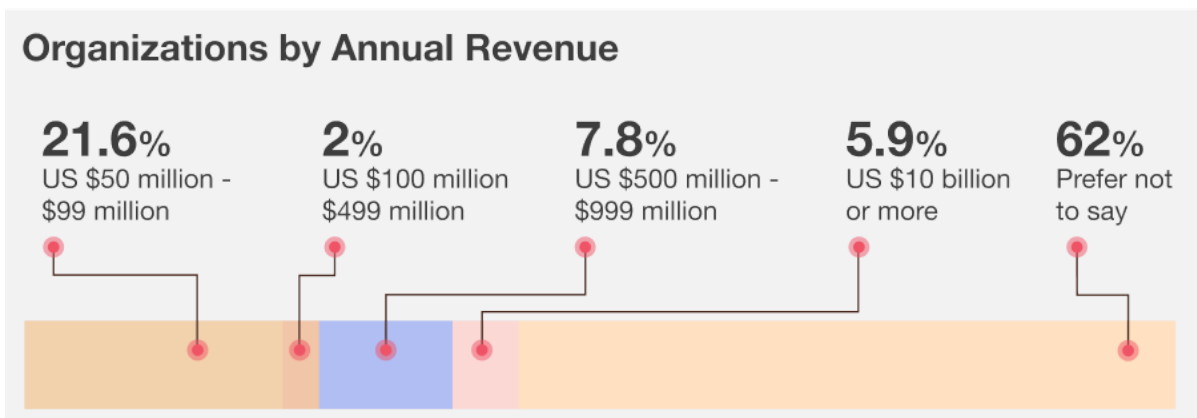 Organizations by Annual Revenue
21.6%
US $50 million -
$99 million
2%
US $100 million
$499 million
7.8%
US $500 million -
$999 million
5.9%
US $10 billion
or more
62%
Prefer not
to say